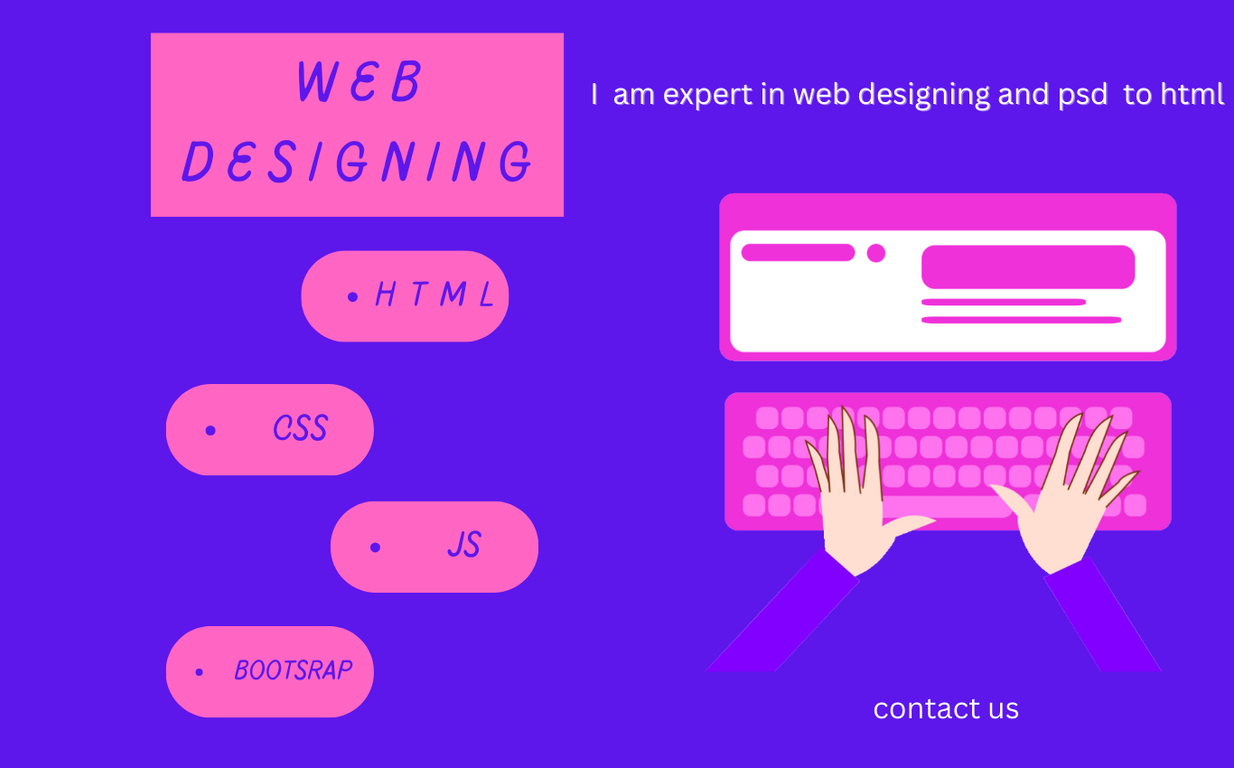 WEB
DESIGNING
I am expert in web designing and psd to html
• HTML
• CSS
• JS
• BOOTSRAP
contact us